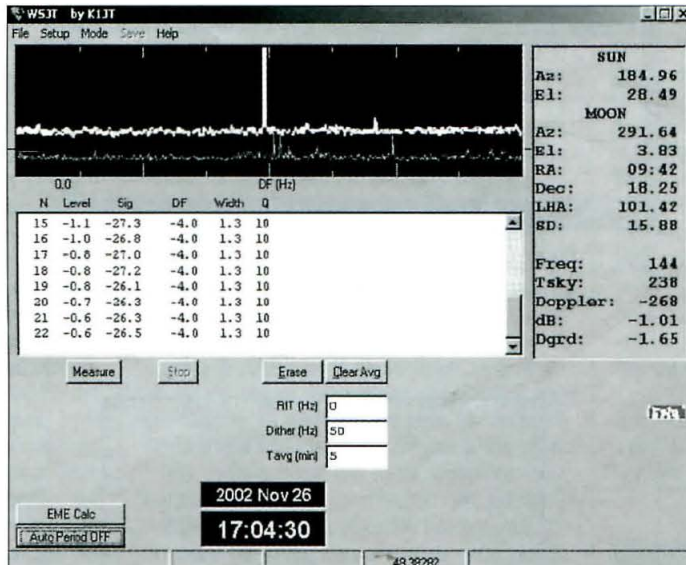 WSJT by K1JT
File Setup Mode Save Help
SUN
Az: 184.96
El: 28.49
MOON
Az: 291.64
El: 3.83
RA: 09:42
Dec: 18.25
LHA: 101.42
SD: 15.88
Freq: 144
Tsky: 238
Doppler: -268
dB: -1.01
Dgrd: -1.65
0.0 DF (Hz)
N Level Sig DF Width Q
15 -1.1 -27.3 -4.0 1.3 10
16 -1.0 -26.8 -4.0 1.3 10
17 -0.8 -27.0 -4.0 1.3 10
18 -0.8 -27.2 -4.0 1.3 10
19 -0.8 -26.1 -4.0 1.3 10
20 -0.7 -26.3 -4.0 1.3 10
21 -0.6 -26.3 -4.0 1.3 10
22 -0.6 -26.5 -4.0 1.3 10
Measure Stop Erase Clear Avg
RIT (Hz) 0
Dither (Hz) 50
Tavg (min) 5
2002 Nov 26
EME Calc
17:04:30
Auto Period OFF
48.38282